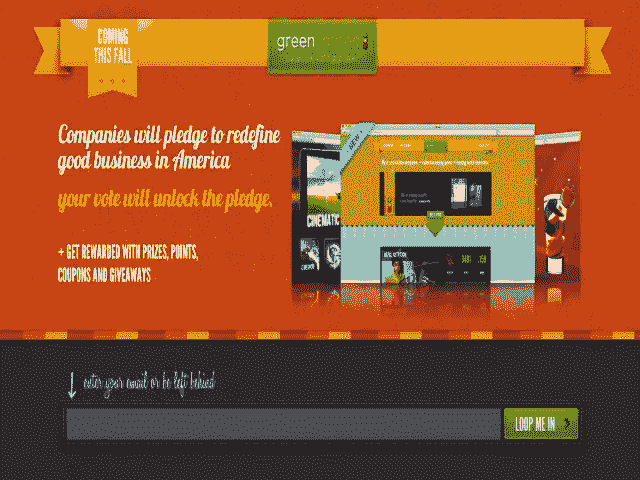 COMING
THIS FALL
green
Companies will pledge to redefine
good business in America
your vote will unlock the pledge.
+ GET REWARDED WITH PRIZES, POINTS,
COUPONS AND GIVEAWAYS
CINEMATIC
enter your email or be left behind
LOOP ME IN